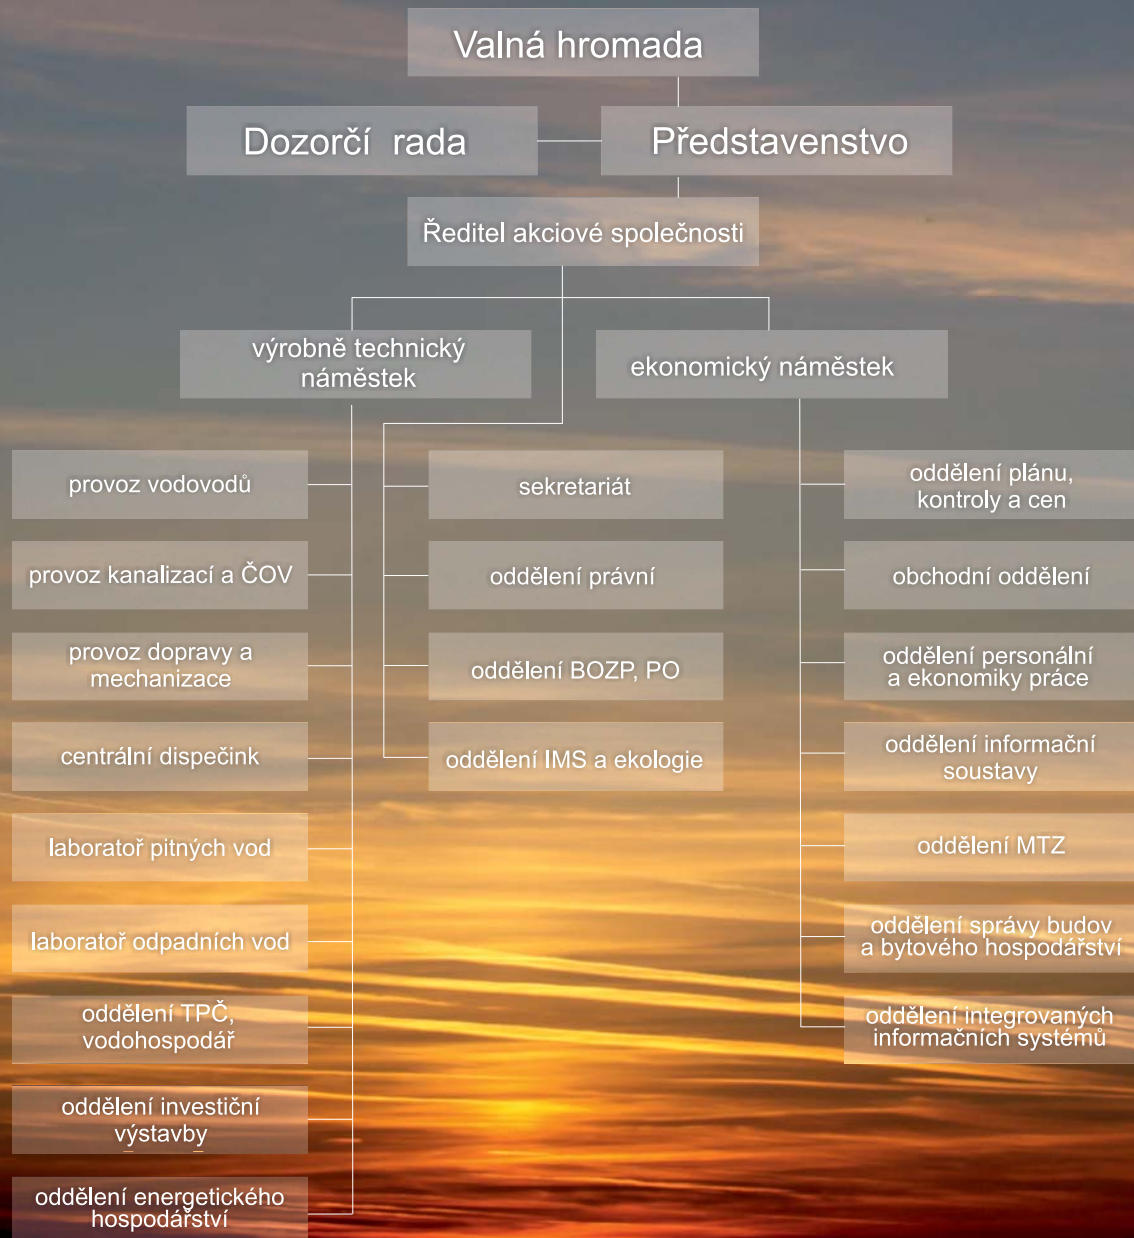 Valná hromada
Dozorčí rada
Představenstvo
Ředitel akciové společnosti
výrobně technický
náměstek
ekonomický náměstek
provoz vodovodů
provoz kanalizací a ČOV
provoz dopravy a
mechanizace
centrální dispečink
laboratoř pitných vod
laboratoř odpadních vod
oddělení TPČ,
vodohospodář
oddělení investiční
výstavby
oddělení energetického
hospodářství
sekretariát
oddělení právní
oddělení BOZP, PO
oddělení IMS a ekologie
oddělení plánu,
kontroly a cen
obchodní oddělení
oddělení personální
a ekonomiky práce
oddělení informační
soustavy
oddělení MTZ
oddělení správy budov
a bytového hospodářství
oddělení integrovaných
informačních systémů